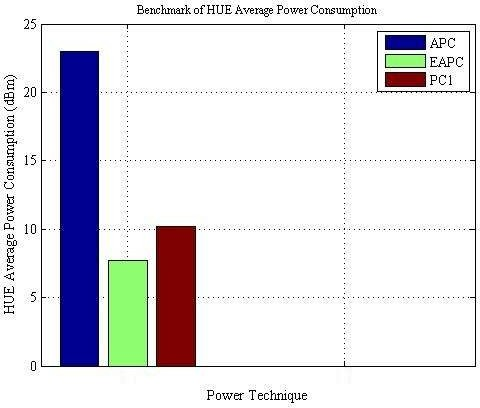 Benchmark of HUE Average Power Consumption
HUE Average Power Consumption (dBm)
25
20
15
10
5
0
APC
EAPC
PC1
Power Technique